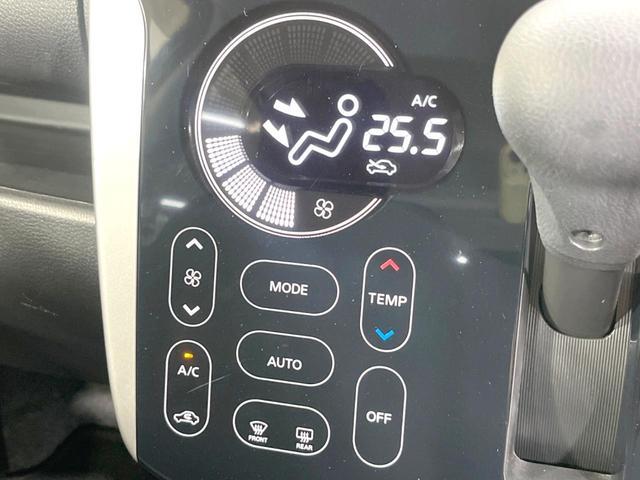 A/C
25.5
MODE
TEMP
A/C
AUTO
OFF
FRONT
REAR